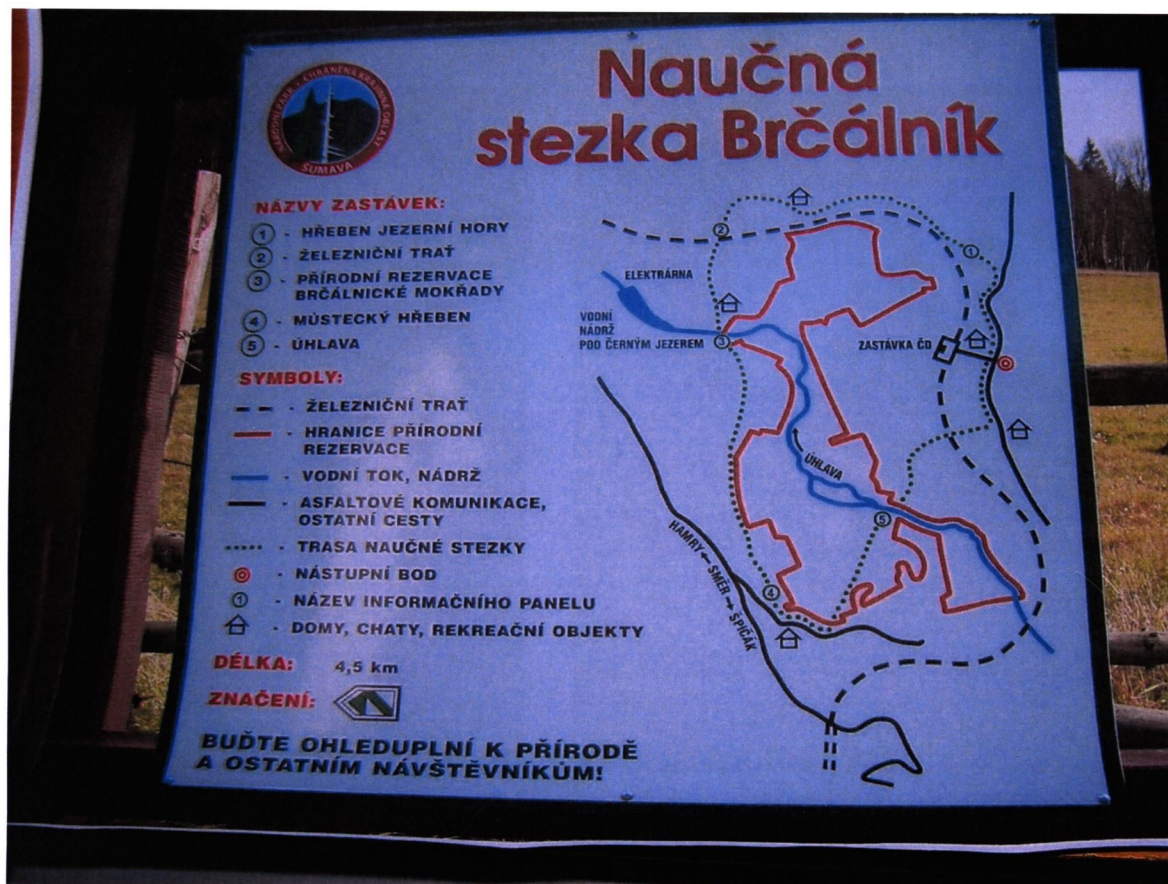 NÁRODNÍ PARK • CHRÁNĚNÁ KRAJINNÁ OBLAST
ŠUMAVA
Naučná
stezka Brčálník
NÁZVY ZASTÁVEK:
1 - HŘEBEN JEZERNÍ HORY
2 - ŽELEZNIČNÍ TRAŤ
3 - PŘÍRODNÍ REZERVACE
BRČÁLNICKÉ MOKŘADY
4 - MŮSTECKÝ HŘEBEN
5 - ÚHLAVA
SYMBOLY:
- ŽELEZNIČNÍ TRAŤ
- HRANICE PŘÍRODNÍ
REZERVACE
- VODNÍ TOK, NÁDRŽ
- ASFALTOVÉ KOMUNIKACE,
OSTATNÍ CESTY
- TRASA NAUČNÉ STEZKY
- NÁSTUPNÍ BOD
1 - NÁZEV INFORMAČNÍHO PANELU
- DOMY, CHATY, REKREAČNÍ OBJEKTY
DÉLKA: 4,5 km
ZNAČENÍ:
BUĎTE OHLEDUPLNÍ K PŘÍRODĚ
A OSTATNÍM NÁVŠTĚVNÍKŮM!
2
1
ELEKTRÁRNA
VODNÍ
NÁDRŽ
POD ČERNÝM JEZEREM
3
ZASTÁVKA ČD
ÚHLAVA
5
HAMRY ← SMĚR → ŠPIČÁK
4